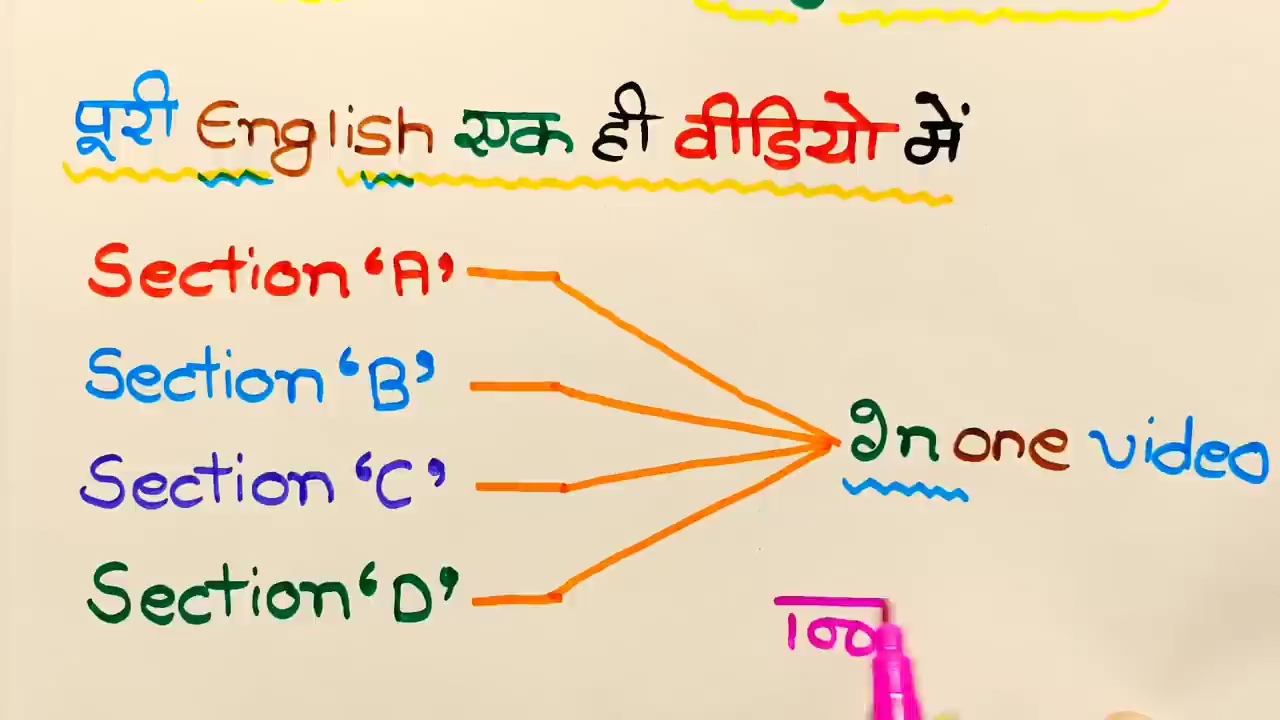 पूरी English एक ही वीडियो में
Section ‘A’
Section ‘B’
Section ‘C’
Section ‘D’
In one video
100